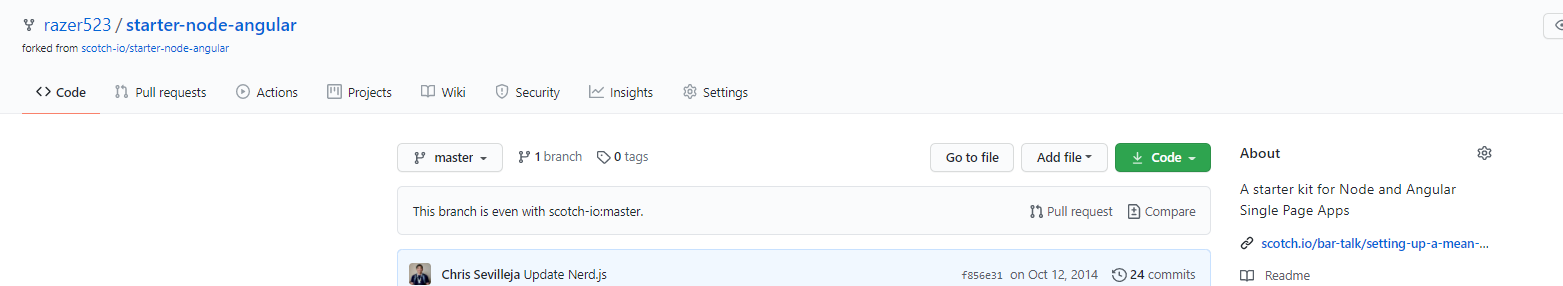 razer523 / starter-node-angular
forked from scotch-io/starter-node-angular
Code Pull requests Actions Projects Wiki Security Insights Settings
master 1 branch 0 tags Go to file Add file Code
This branch is even with scotch-io:master. Pull request Compare
Chris Sevilleja Update Nerd.js f856e31 on Oct 12, 2014 24 commits
About
A starter kit for Node and Angular
Single Page Apps
scotch.io/bar-talk/setting-up-a-mean-...
Readme